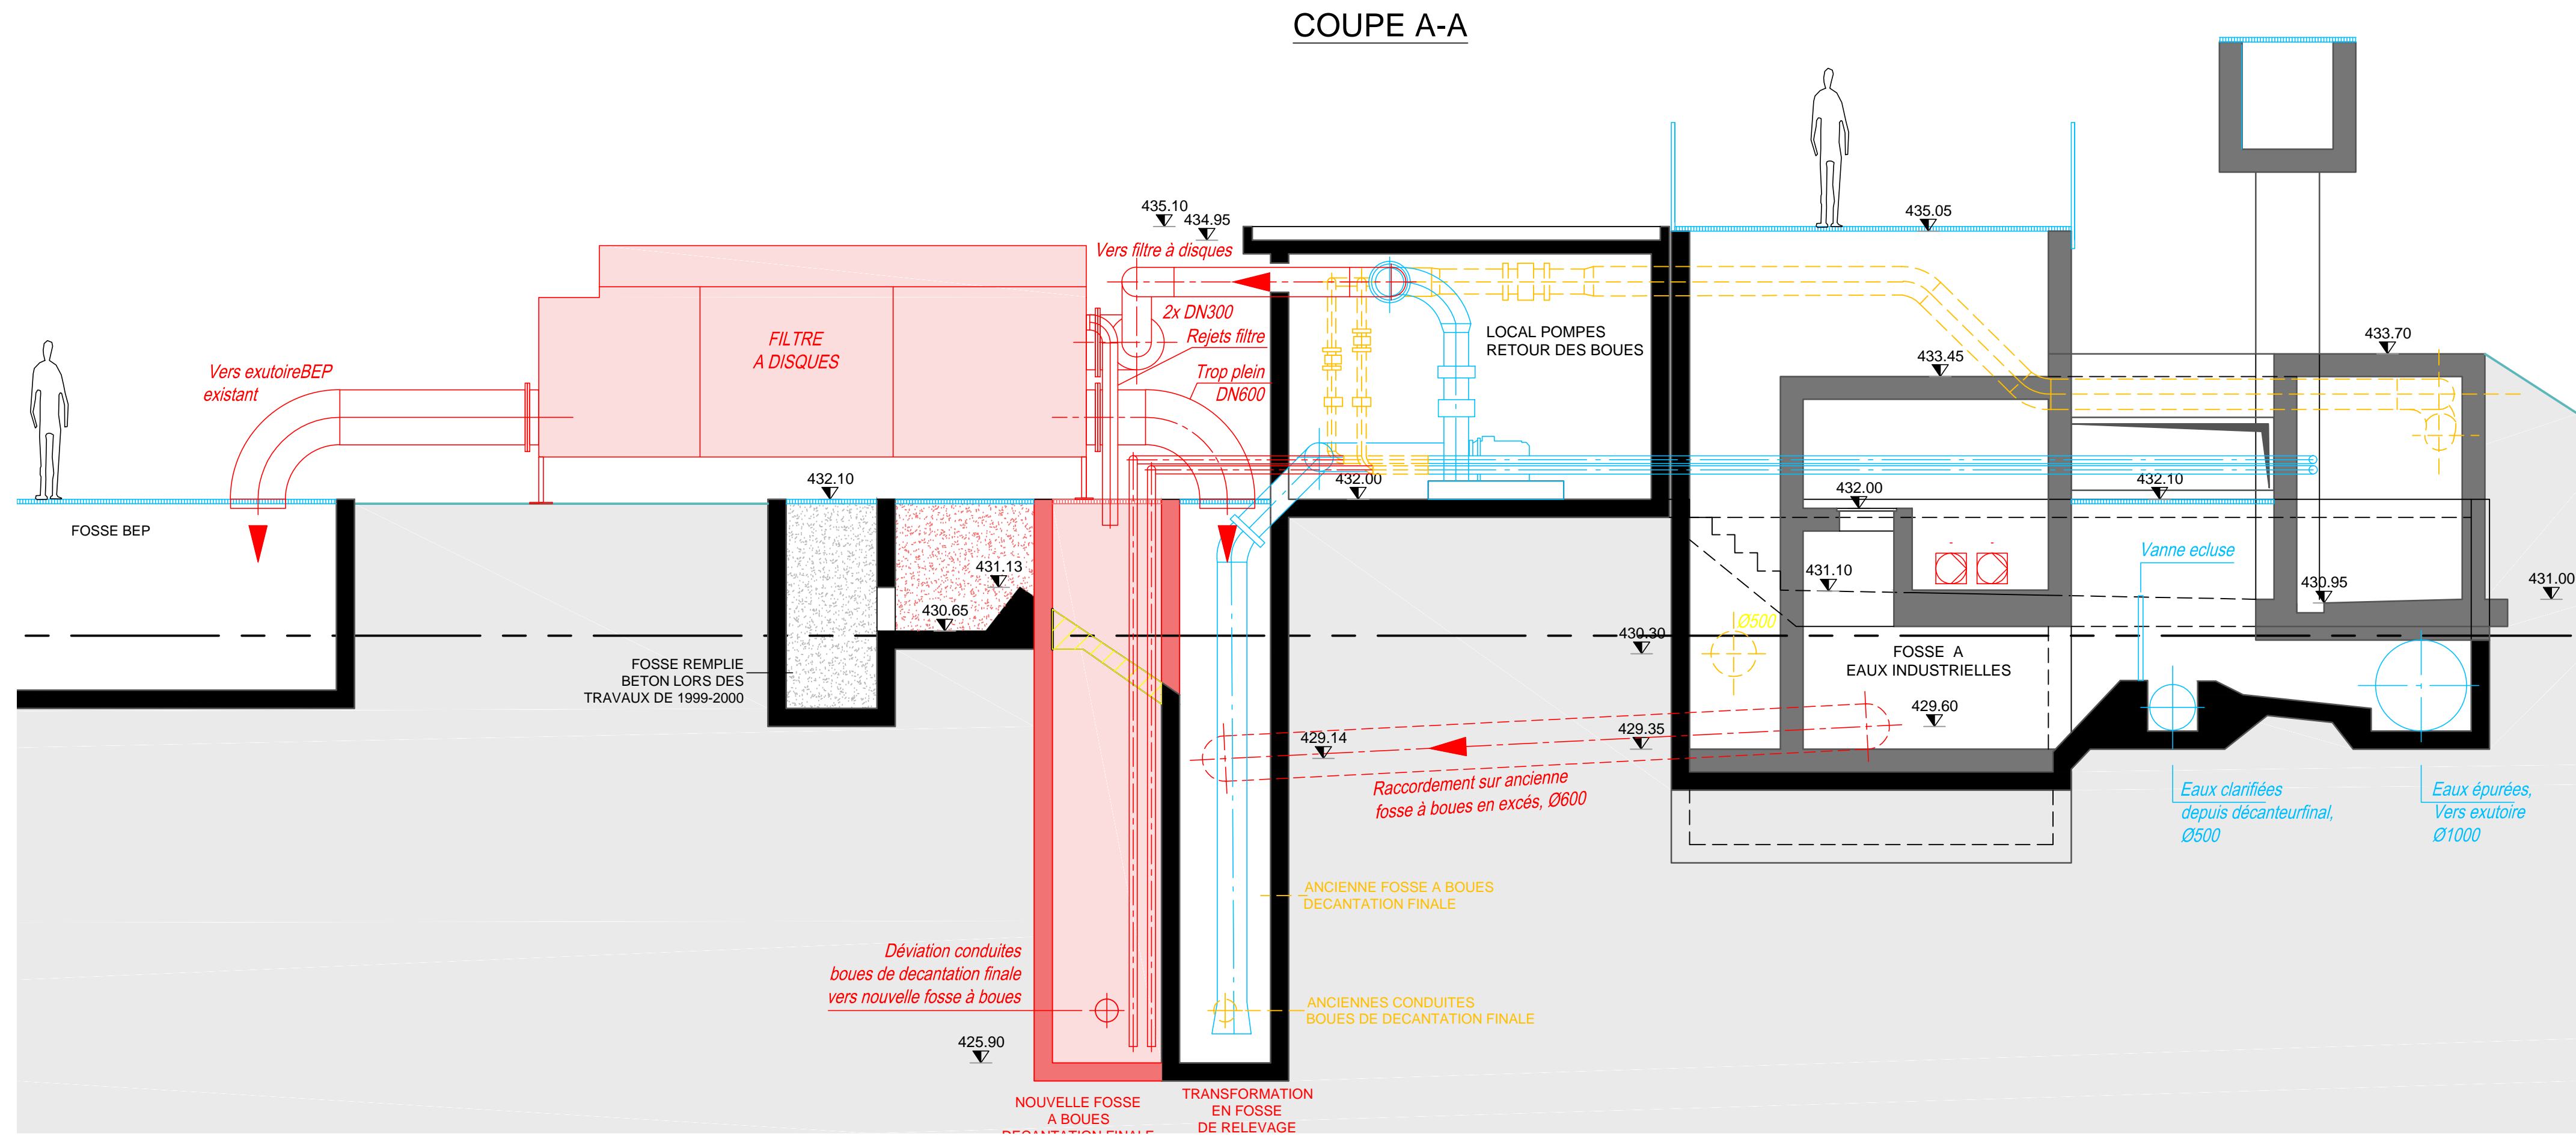 COUPE A-A
435.10
434.95
Vers filtre à disques
435.05
2x DN300
Rejets filtre
Trop plein
DN600
FILTRE
A DISQUES
LOCAL POMPES
RETOUR DES BOUES
433.70
433.45
Vers exutoireBEP
existant
432.10
432.00
432.00
432.10
FOSSE BEP
Vanne ecluse
431.13
431.10
430.95
431.00
430.65
Ø500
430.30
FOSSE A
EAUX INDUSTRIELLES
FOSSE REMPLIE
BETON LORS DES
TRAVAUX DE 1999-2000
429.60
429.14
429.35
Raccordement sur ancienne
fosse à boues en excés, Ø600
Eaux clarifiées
depuis décanteurfinal,
Ø500
Eaux épurées,
Vers exutoire
Ø1000
ANCIENNE FOSSE A BOUES
DECANTATION FINALE
Déviation conduites
boues de decantation finale
vers nouvelle fosse à boues
ANCIENNES CONDUITES
BOUES DE DECANTATION FINALE
425.90
NOUVELLE FOSSE
A BOUES
DECANTATION FINALE
TRANSFORMATION
EN FOSSE
DE RELEVAGE